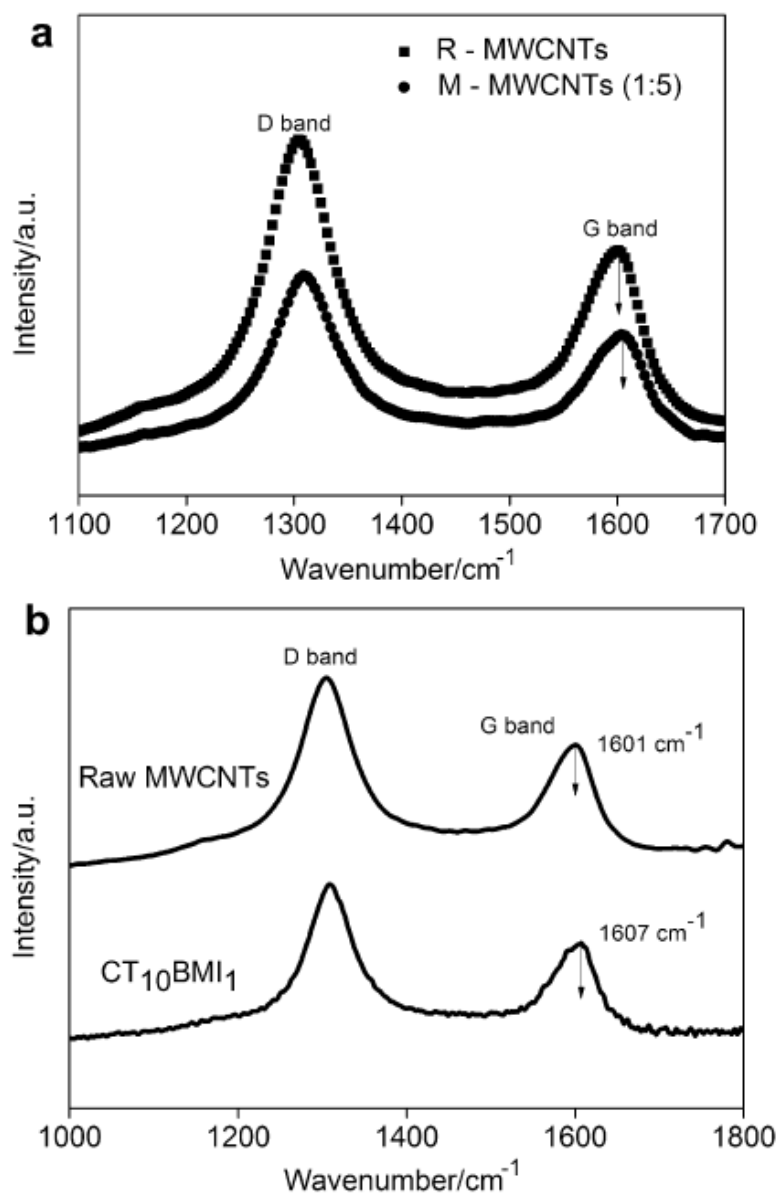 a
■ R - MWCNTs
● M - MWCNTs (1:5)
D band
G band
Intensity/a.u.
1100 1200 1300 1400 1500 1600 1700
Wavenumber/cm⁻¹
b
D band
G band
1601 cm⁻¹
Raw MWCNTs
1607 cm⁻¹
CT₁₀BMI₁
Intensity/a.u.
1000 1200 1400 1600 1800
Wavenumber/cm⁻¹